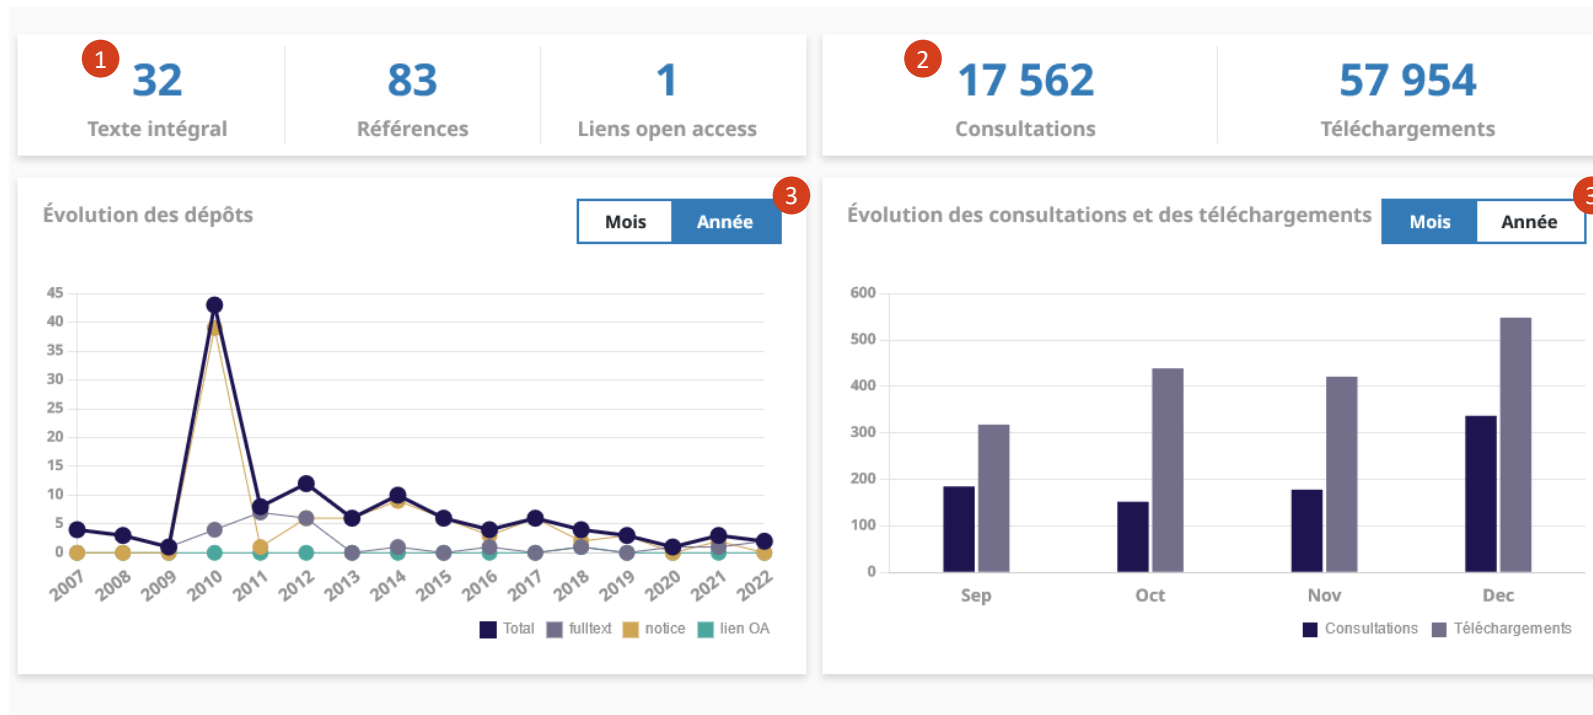 1
32
83
1
Texte intégral
Références
Liens open access
2
17 562
57 954
Consultations
Téléchargements
Évolution des dépôts
Mois
Année
3
45
40
35
30
25
20
15
10
5
0
2007 2008 2009 2010 2011 2012 2013 2014 2015 2016 2017 2018 2019 2020 2021 2022
Total fulltext notice lien OA
Évolution des consultations et des téléchargements
Mois
Année
3
600
500
400
300
200
100
0
Sep Oct Nov Dec
Consultations Téléchargements